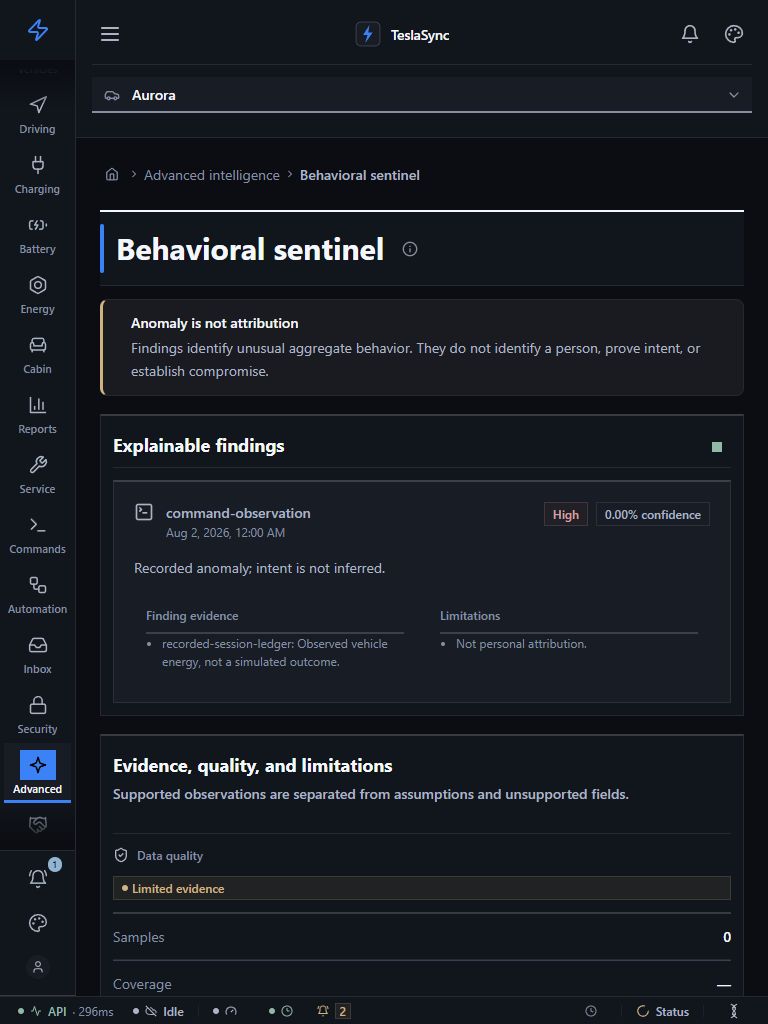 TeslaSync
Aurora
Driving
Charging
Battery
Energy
Cabin
Reports
Service
Commands
Automation
Inbox
Security
Advanced
1
Advanced intelligence
Behavioral sentinel
Behavioral sentinel
Anomaly is not attribution
Findings identify unusual aggregate behavior. They do not identify a person, prove intent, or
establish compromise.
Explainable findings
command-observation
High
0.00% confidence
Aug 2, 2026, 12:00 AM
Recorded anomaly; intent is not inferred.
Finding evidence
• recorded-session-ledger: Observed vehicle
energy, not a simulated outcome.
Limitations
• Not personal attribution.
Evidence, quality, and limitations
Supported observations are separated from assumptions and unsupported fields.
Data quality
Limited evidence
Samples
0
Coverage
—
API · 296ms
Idle
2
Status